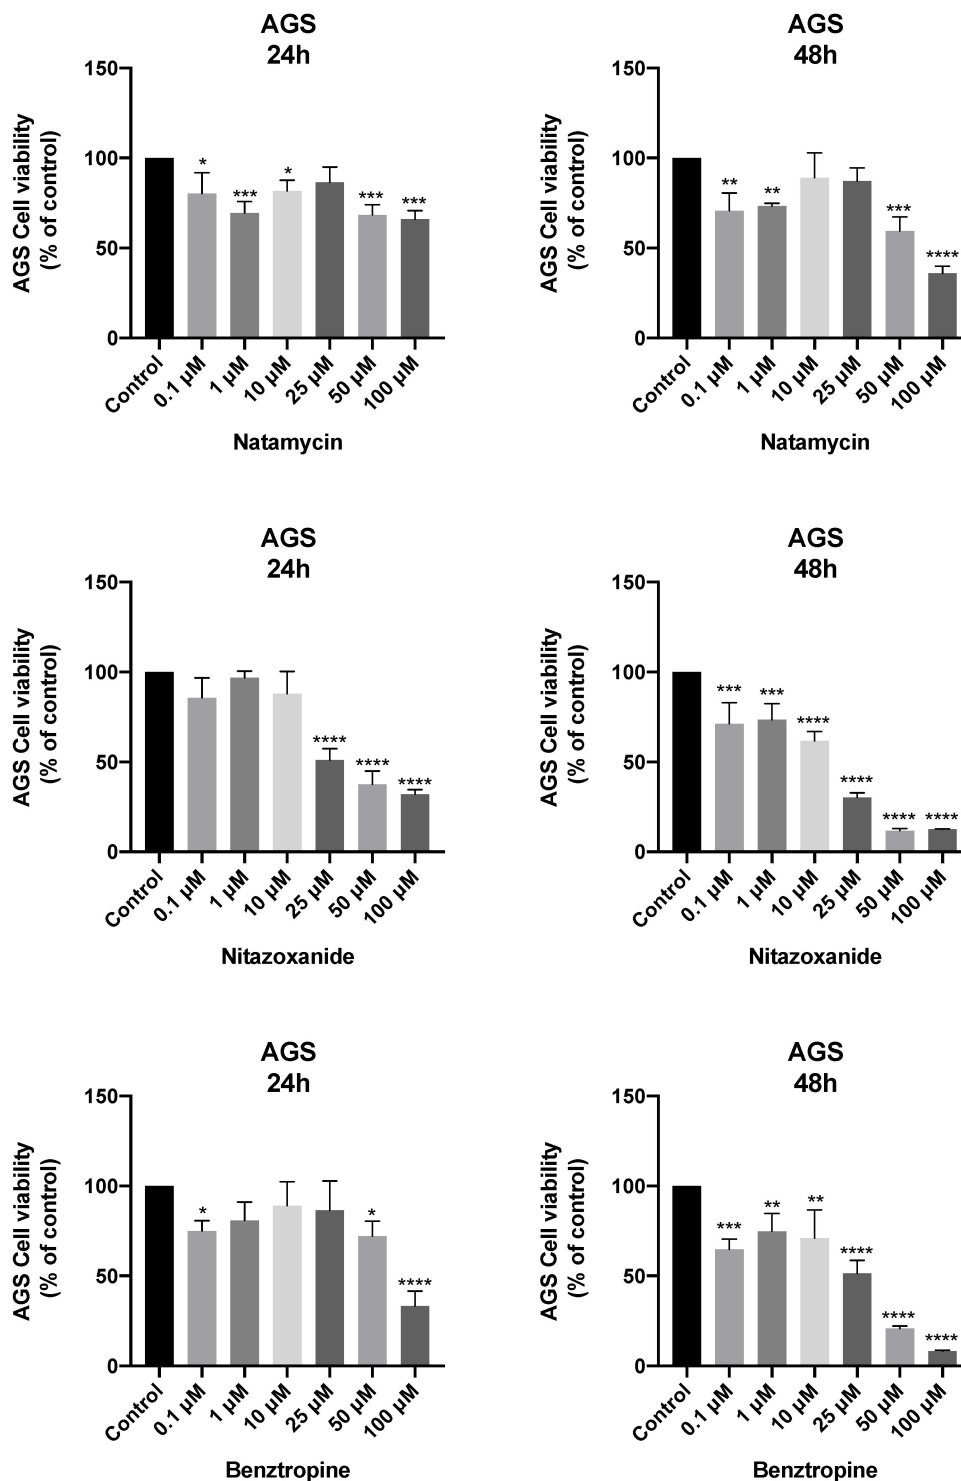 AGS
24h
AGS Cell viability
(% of control)
150
100
50
0
*
***
*
***
***
Control
0.1 µM
1 µM
10 µM
25 µM
50 µM
100 µM
Natamycin
AGS
48h
AGS Cell viability
(% of control)
150
100
50
0
**
**
***
****
Control
0.1 µM
1 µM
10 µM
25 µM
50 µM
100 µM
Natamycin
AGS
24h
AGS Cell viability
(% of control)
150
100
50
0
****
****
****
Control
0.1 µM
1 µM
10 µM
25 µM
50 µM
100 µM
Nitazoxanide
AGS
48h
AGS Cell viability
(% of control)
150
100
50
0
***
***
****
****
****
****
Control
0.1 µM
1 µM
10 µM
25 µM
50 µM
100 µM
Nitazoxanide
AGS
24h
AGS Cell viability
(% of control)
150
100
50
0
*
*
****
Control
0.1 µM
1 µM
10 µM
25 µM
50 µM
100 µM
Benztropine
AGS
48h
AGS Cell viability
(% of control)
150
100
50
0
***
**
**
****
****
****
Control
0.1 µM
1 µM
10 µM
25 µM
50 µM
100 µM
Benztropine